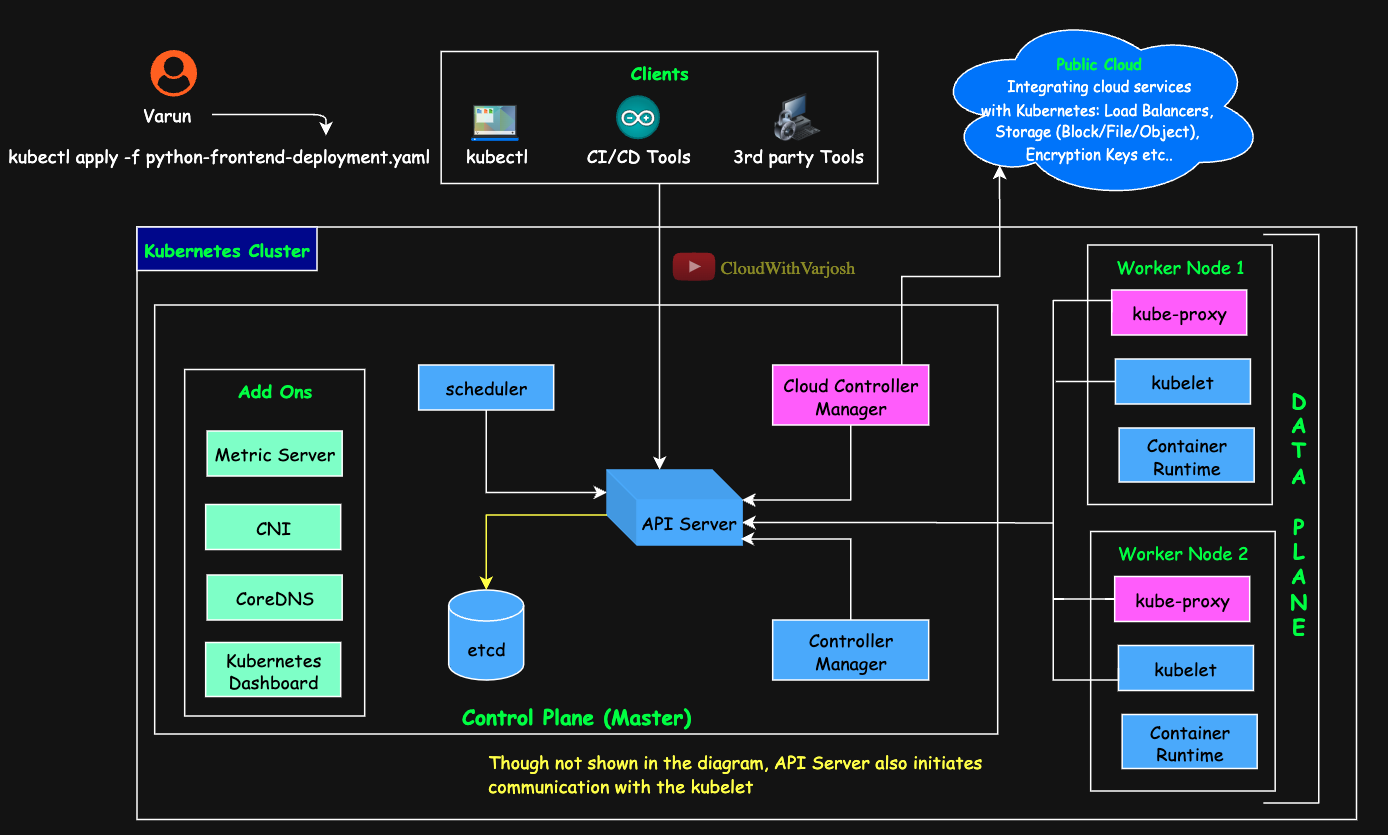 Varun
kubectl apply -f python-frontend-deployment.yaml
Clients
kubectl
CI/CD Tools
3rd party Tools
Public Cloud
Integrating cloud services
with Kubernetes: Load Balancers,
Storage (Block/File/Object),
Encryption Keys etc..
Kubernetes Cluster
CloudWithVarjosh
Add Ons
Metric Server
CNI
CoreDNS
Kubernetes
Dashboard
scheduler
Cloud Controller
Manager
API Server
etcd
Controller
Manager
Control Plane (Master)
Though not shown in the diagram, API Server also initiates
communication with the kubelet
Worker Node 1
kube-proxy
kubelet
Container
Runtime
Worker Node 2
kube-proxy
kubelet
Container
Runtime
DATA PLANE